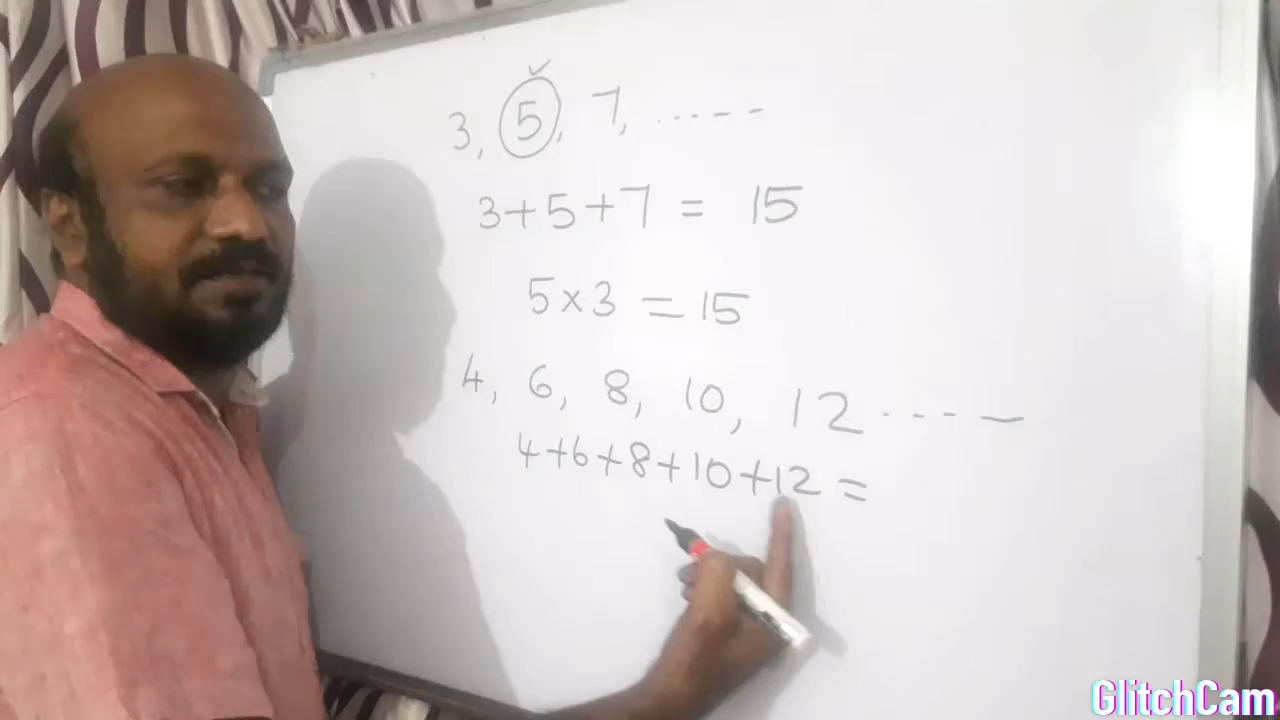 3, 5, 7, .....--
3+5+7 = 15
5×3 = 15
4, 6, 8, 10, 12 ----
4+6+8+10+12 =
GlitchCam